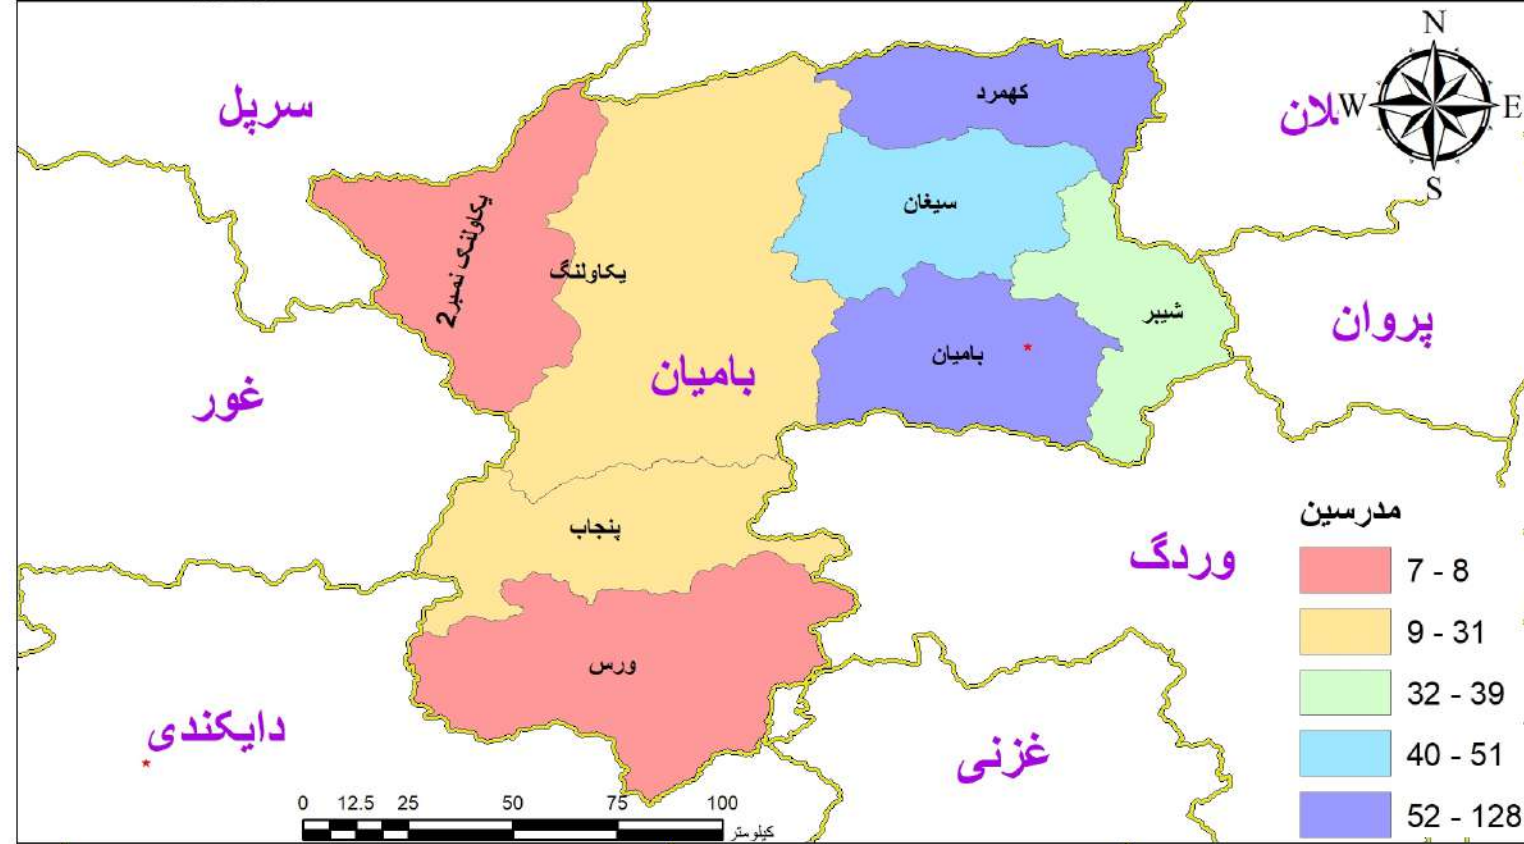 N
W
E
S
سرپل
لان
کهمرد
یکاولنگ نمبر2
سیغان
یکاولنگ
شیبر
پروان
بامیان
بامیان
غور
پنجاب
وردگ
ورس
دایکندی
غزنی
مدرسین
7 - 8
9 - 31
32 - 39
40 - 51
52 - 128
0 12.5 25 50 75 100
کیلومتر